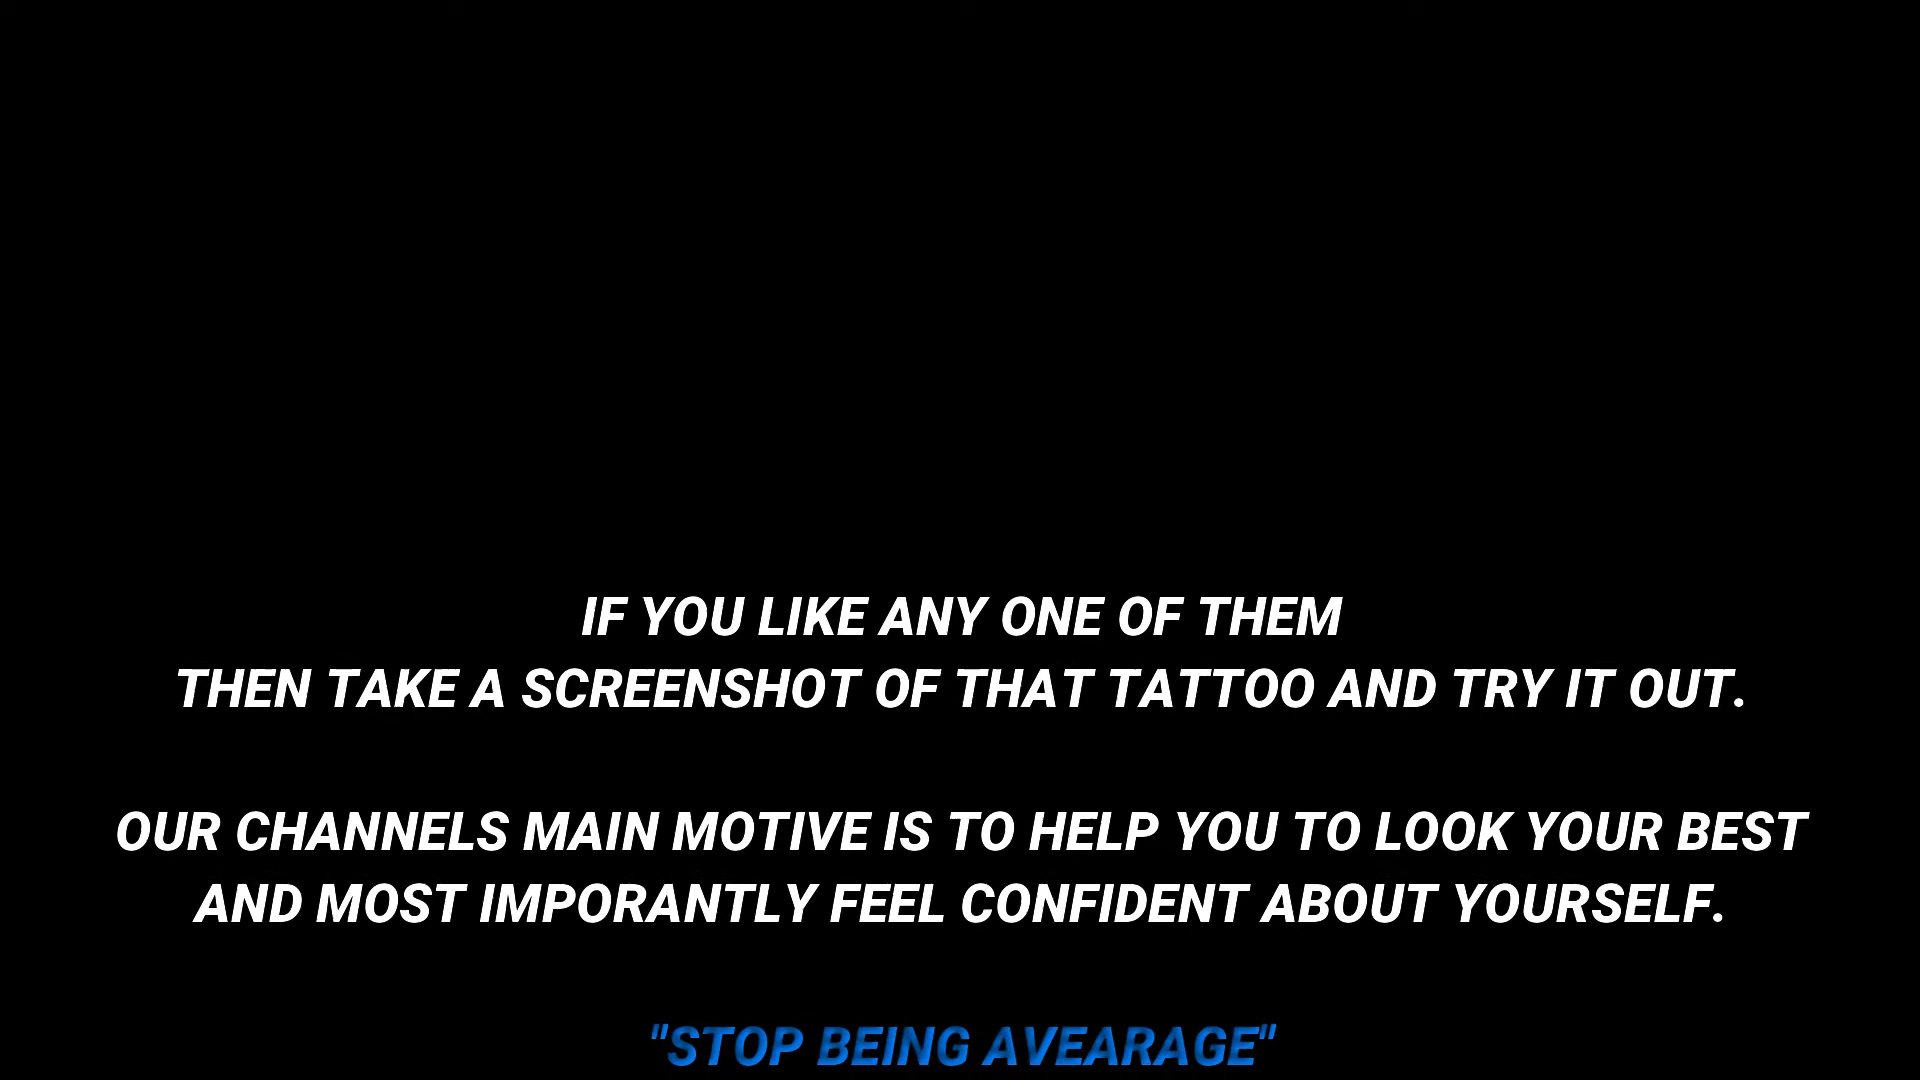 IF YOU LIKE ANY ONE OF THEM
THEN TAKE A SCREENSHOT OF THAT TATTOO AND TRY IT OUT.
OUR CHANNELS MAIN MOTIVE IS TO HELP YOU TO LOOK YOUR BEST
AND MOST IMPORANTLY FEEL CONFIDENT ABOUT YOURSELF.
"STOP BEING AVEARAGE"